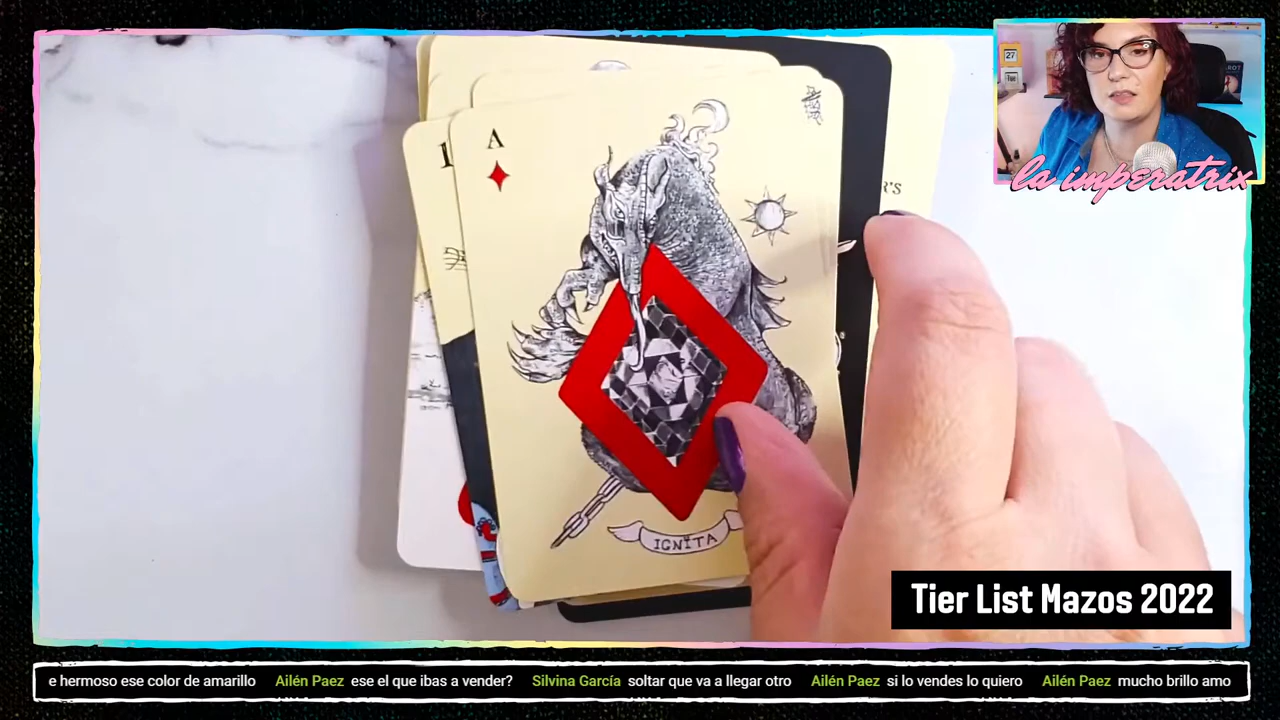 27
la imperatrix
A
1
R'S
IGNITA
Tier List Mazos 2022
e hermoso ese color de amarillo Ailén Paez ese el que ibas a vender? Silvina García soltar que va a llegar otro Ailén Paez si lo vendes lo quiero Ailén Paez mucho brillo amo